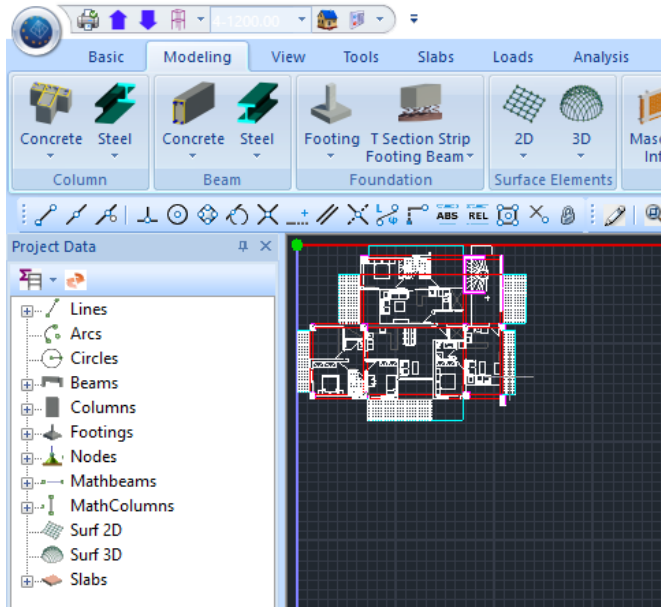 4-1200.00
Basic Modeling View Tools Slabs Loads Analysis
Concrete Steel Concrete Steel Footing T Section Strip 2D 3D
Footing Beam
Column Beam Foundation Surface Elements Int
ABS REL
Project Data
Lines
Arcs
Circles
Beams
Columns
Footings
Nodes
Mathbeams
MathColumns
Surf 2D
Surf 3D
Slabs